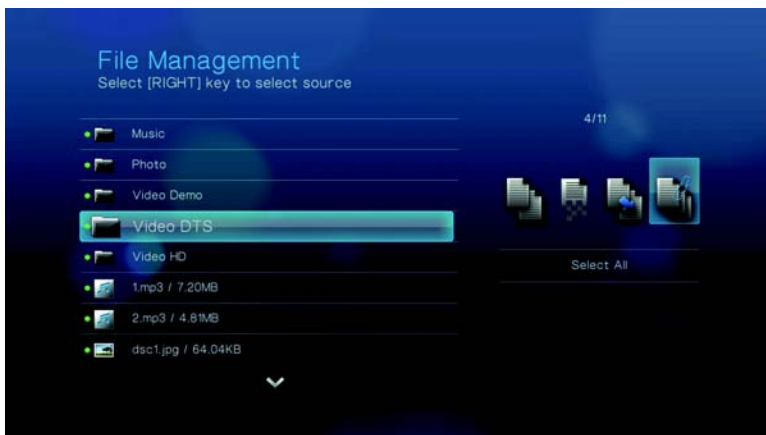 File Management
Select [RIGHT] key to select source
4/11
Music
Photo
Video Demo
Video DTS
Video HD
Select All
1.mp3 / 7.20MB
2.mp3 / 4.81MB
dsc1.jpg / 64.04KB